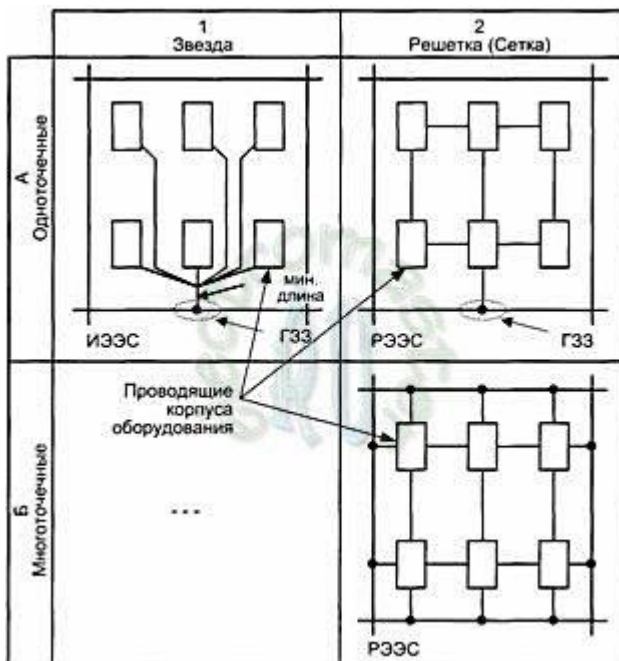 1
Звезда
2
Решетка (Сетка)
А
Одноточечные
мин.
длина
ИЭЭС
ГЗЗ
РЭЭС
ГЗЗ
Проводящие
корпуса
оборудования
Б
Многоточечные
---
РЭЭС